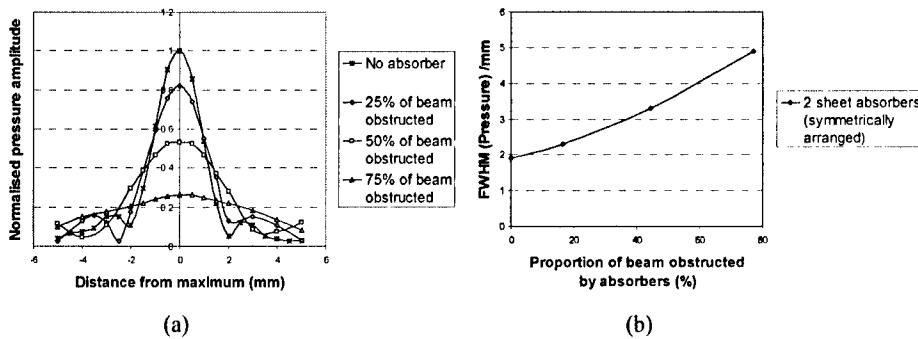 (a)
Normalised pressure amplitude
1 2
1
0 8
0 6
0 4
0 2
0
-6 -4 -2 0 2 4 6
Distance from maximum (mm)
No absorber
25% of beam
obstructed
50% of beam
obstructed
75% of beam
obstructed
(a)
(b)
FWHM (Pressure) /mm
6
5
4
3
2
1
0
0 20 40 60 80
Proportion of beam obstructed
by absorbers (%)
2 sheet absorbers
(symmetrically
arranged)
(b)